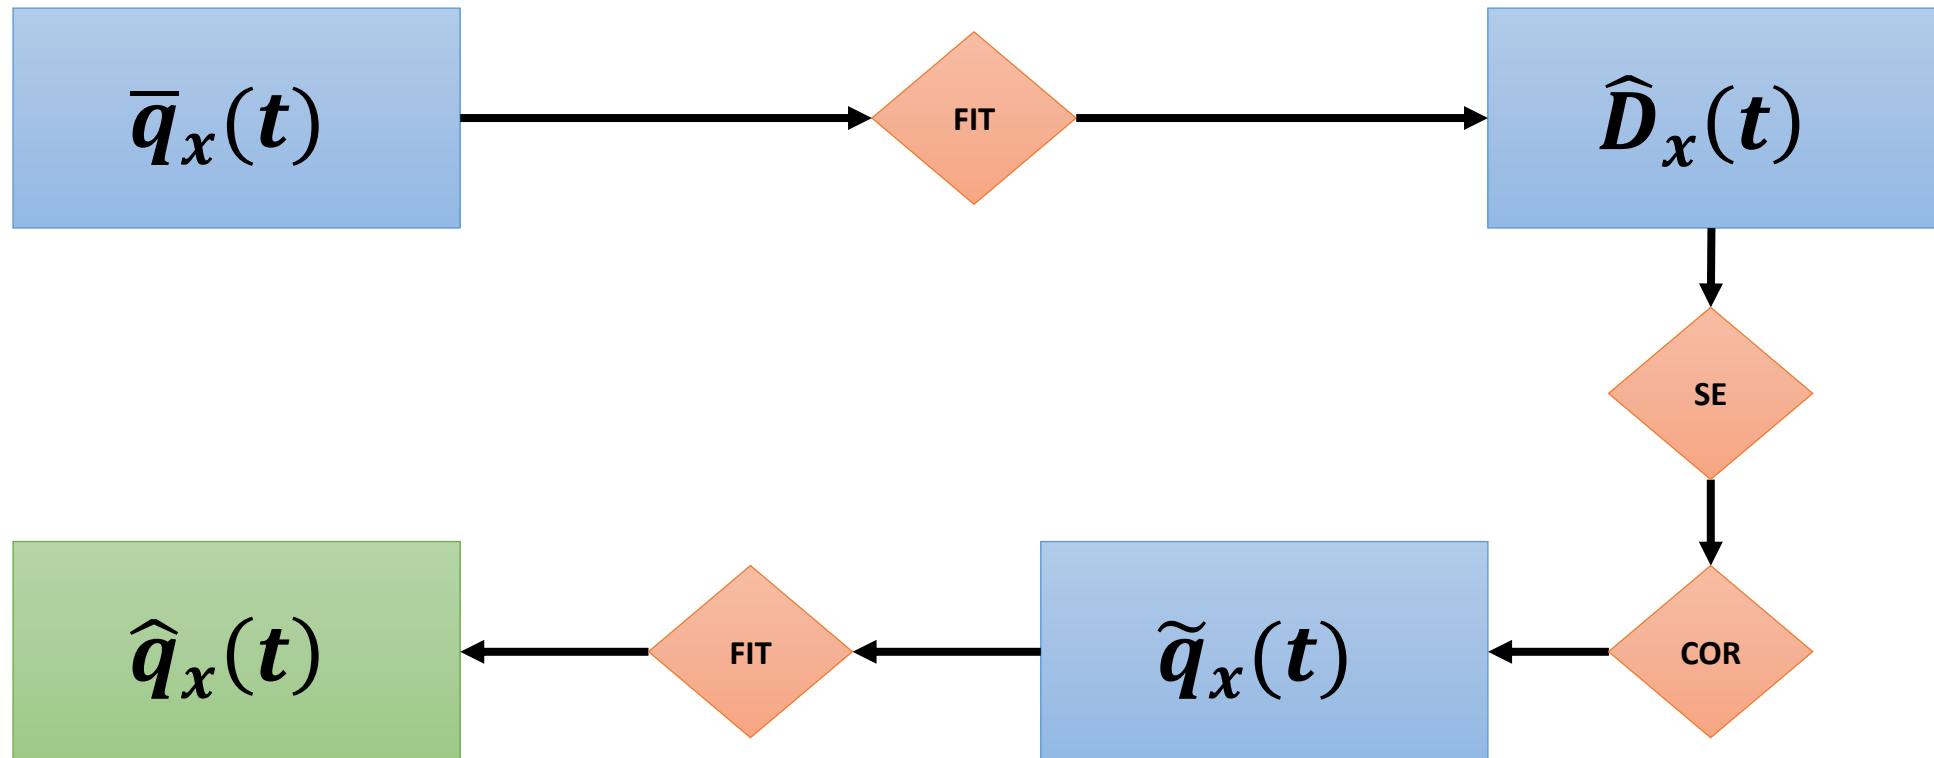 q̅ₓ(t)
FIT
D̂ₓ(t)
SE
COR
q̃ₓ(t)
FIT
q̂ₓ(t)